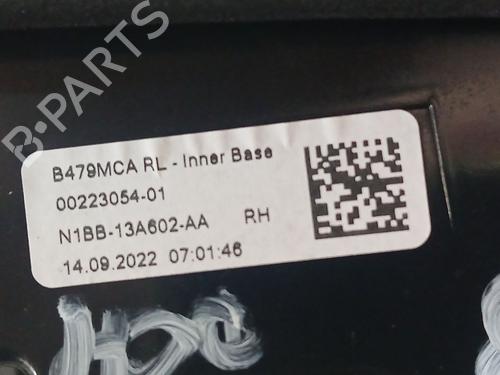 B-PARTS
B479MCA RL - Inner Base
00223054-01
N1BB-13A602-AA RH
14.09.2022 07:01:46